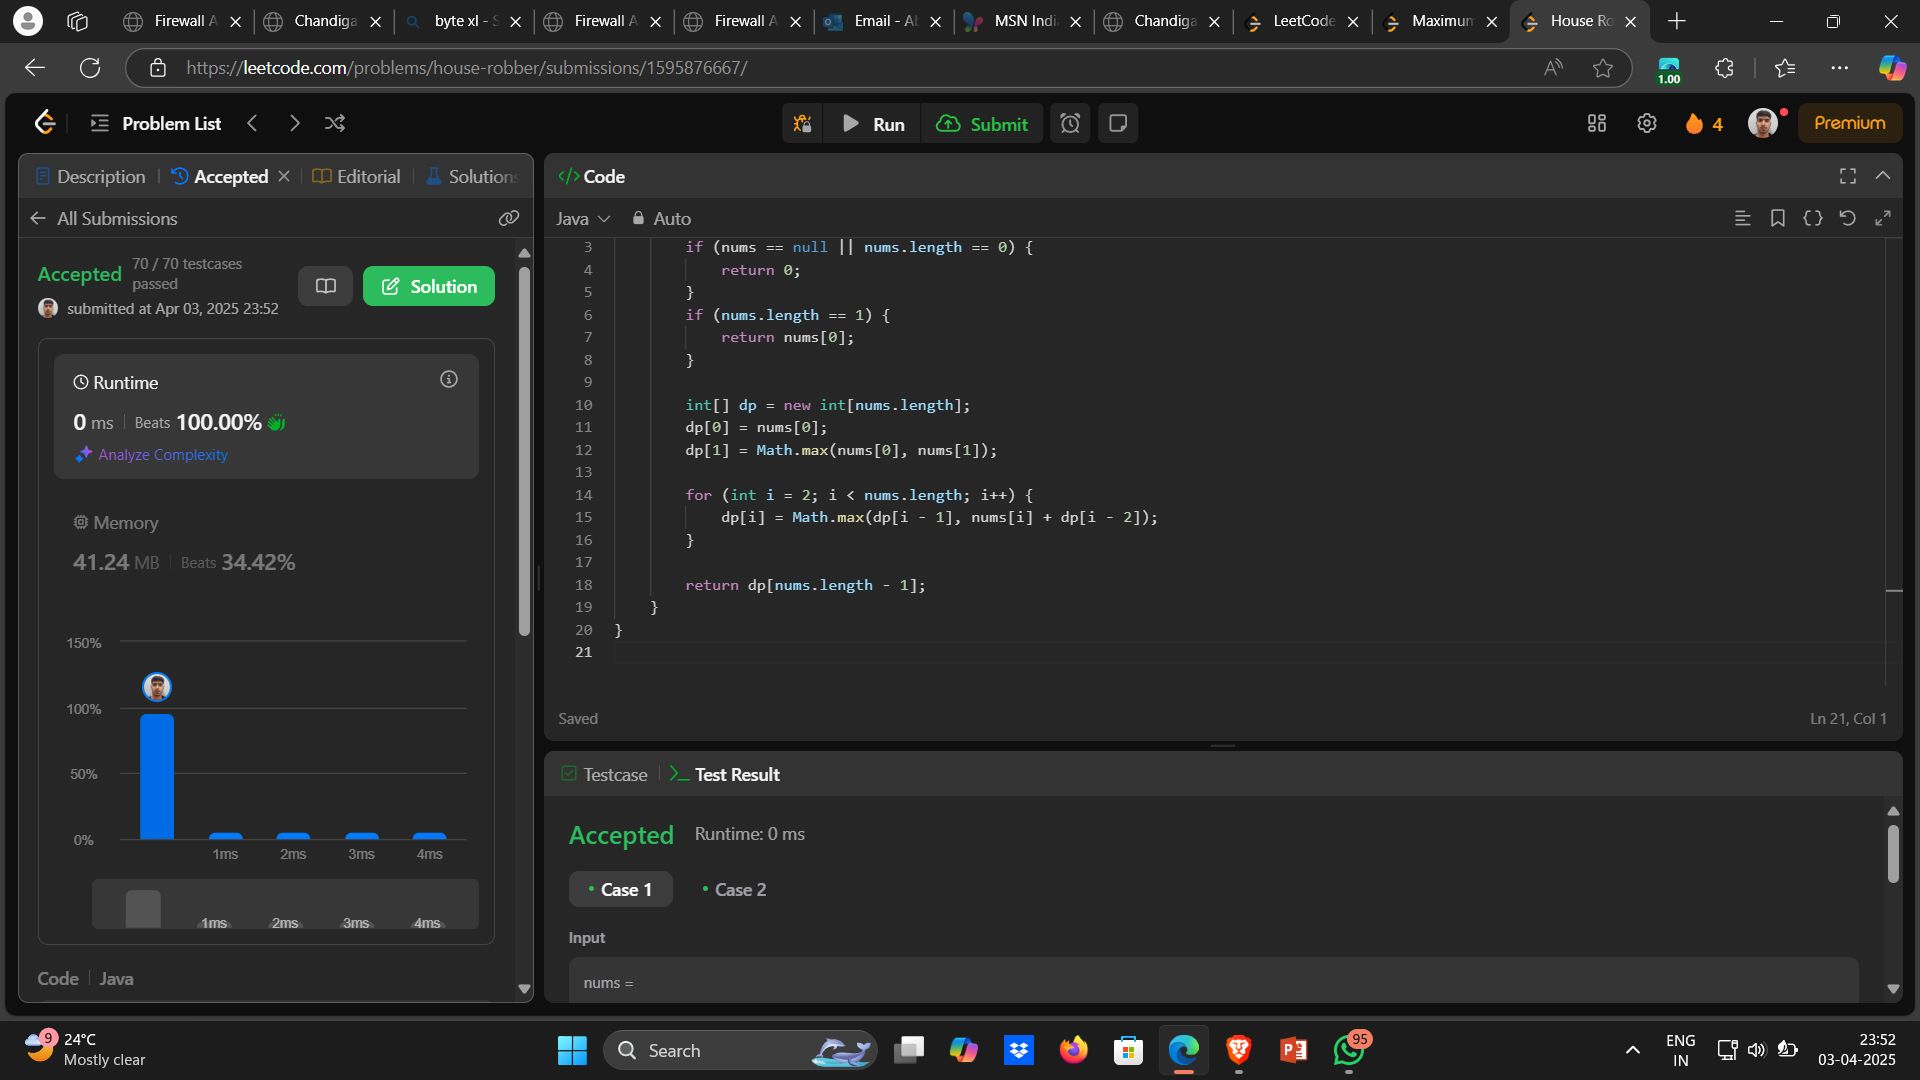 Firewall A
Chandiga
byte xl - S
Firewall A
Firewall A
Email - Al
MSN Indi
Chandiga
LeetCode
Maximum
House Ro
https://leetcode.com/problems/house-robber/submissions/1595876667/
1.00
Problem List
Run
Submit
4
Premium
Description
Accepted
Editorial
Solutions
All Submissions
Accepted
70 / 70 testcases passed
submitted at Apr 03, 2025 23:52
Solution
Runtime
0 ms
Beats 100.00%
Analyze Complexity
Memory
41.24 MB
Beats 34.42%
150%
100%
50%
0%
1ms
2ms
3ms
4ms
1ms
2ms
3ms
4ms
Code
Java
</> Code
Java
Auto
3 if (nums == null || nums.length == 0) {
4 return 0;
5 }
6 if (nums.length == 1) {
7 return nums[0];
8 }
9
10 int[] dp = new int[nums.length];
11 dp[0] = nums[0];
12 dp[1] = Math.max(nums[0], nums[1]);
13
14 for (int i = 2; i < nums.length; i++) {
15 dp[i] = Math.max(dp[i - 1], nums[i] + dp[i - 2]);
16 }
17
18 return dp[nums.length - 1];
19 }
20 }
21
Saved
Ln 21, Col 1
Testcase
Test Result
Accepted
Runtime: 0 ms
Case 1
Case 2
Input
nums =
9
24°C
Mostly clear
Search
95
ENG
IN
23:52
03-04-2025